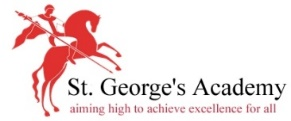 St. George's Academy
aiming high to achieve excellence for all